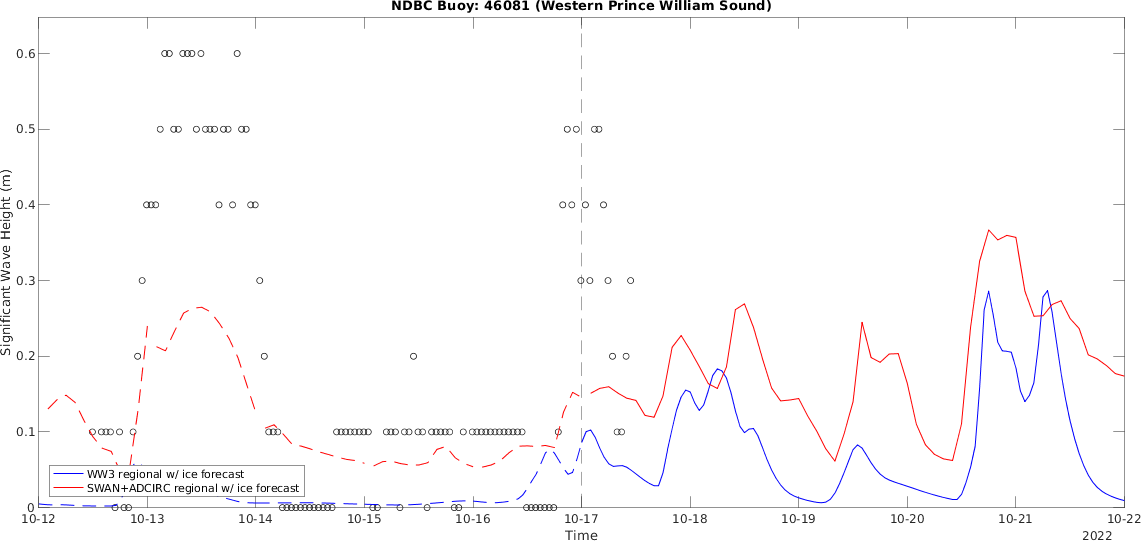 NDBC Buoy: 46081 (Western Prince William Sound)
Significant Wave Height (m)
0.6
0.5
0.4
0.3
0.2
0.1
0
WW3 regional w/ ice forecast
SWAN+ADCIRC regional w/ ice forecast
10-12 10-13 10-14 10-15 10-16 10-17 10-18 10-19 10-20 10-21 10-22
Time
2022